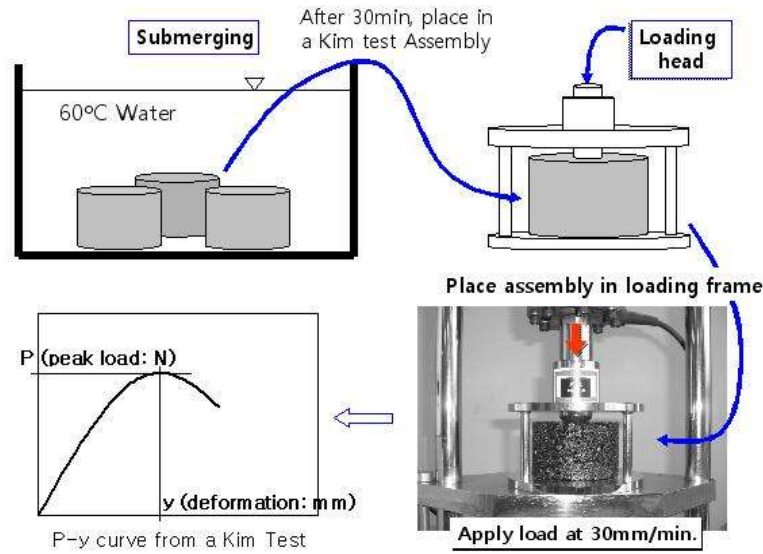 Submerging
After 30min, place in
a Kim test Assembly
Loading
head
60°C Water
Place assembly in loading frame
P (peak load: N)
y (deformation: mm)
P-y curve from a Kim Test
Apply load at 30mm/min.